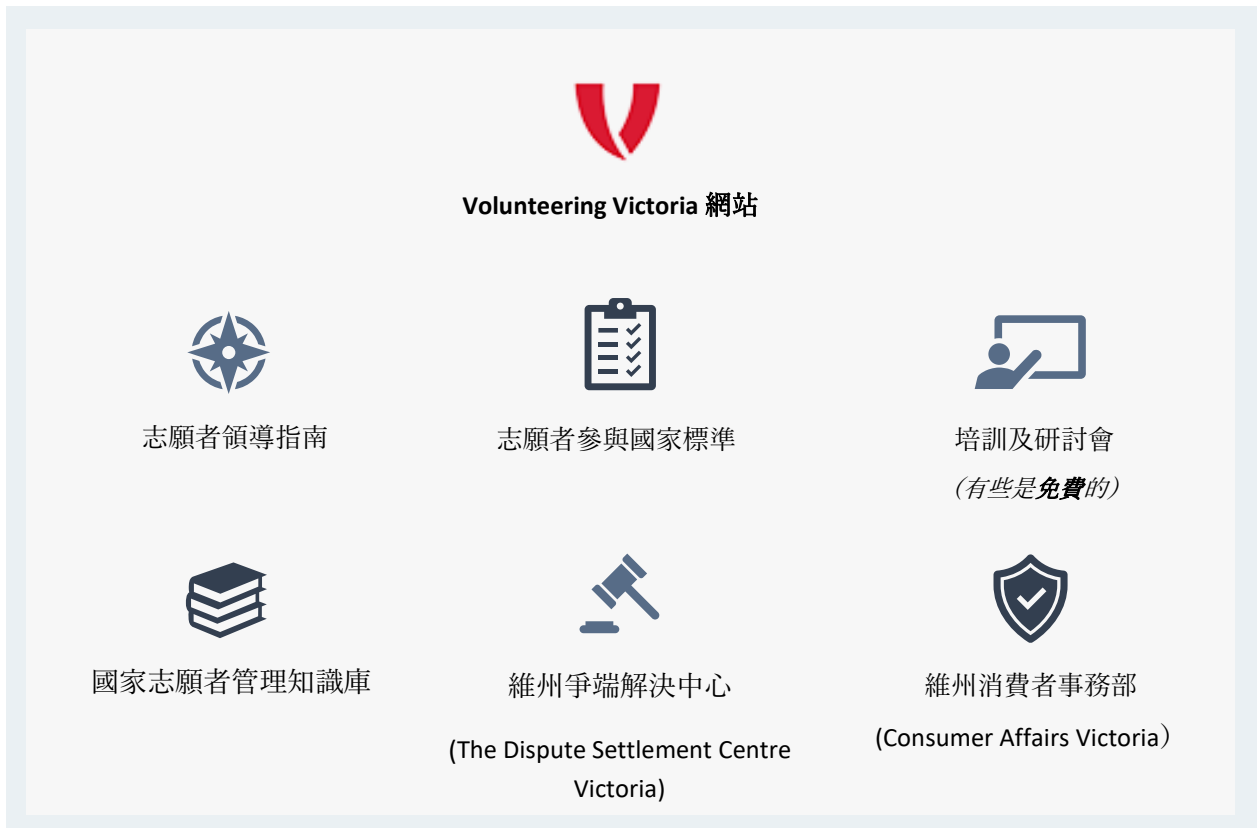 Volunteering Victoria 網站
志願者領導指南
志願者參與國家標準
培訓及研討會
（有些是免費的）
國家志願者管理知識庫
維州爭端解決中心
(The Dispute Settlement Centre
Victoria)
維州消費者事務部
(Consumer Affairs Victoria）